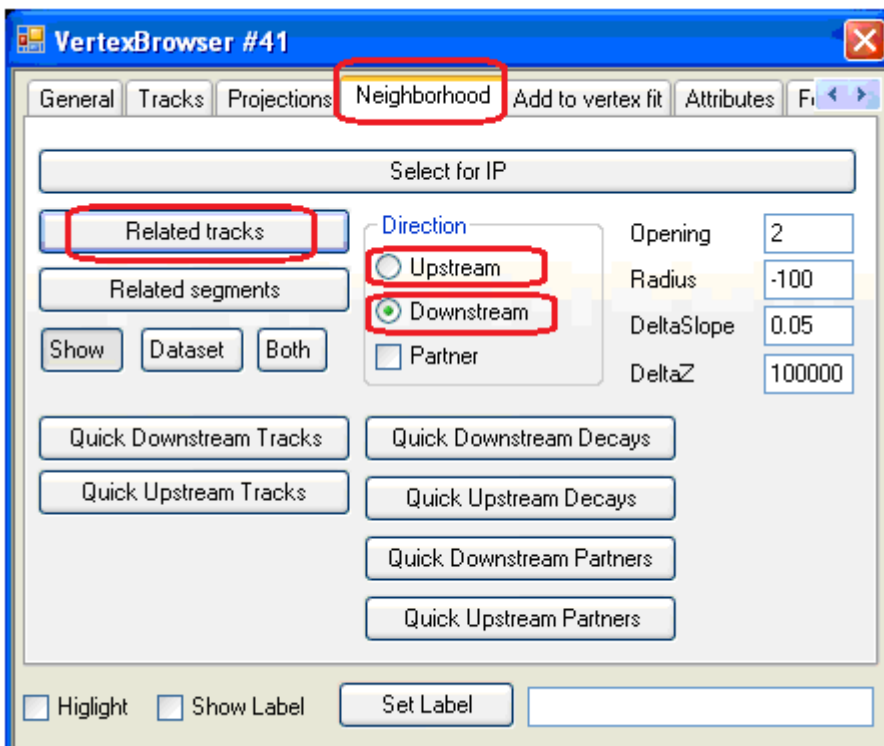 VertexBrowser #41
General Tracks Projections Neighborhood Add to vertex fit Attributes
Select for IP
Related tracks
Related segments
Show Dataset Both
Direction
Upstream
Downstream
Partner
Opening 2
Radius -100
DeltaSlope 0.05
DeltaZ 100000
Quick Downstream Tracks Quick Downstream Decays
Quick Upstream Tracks Quick Upstream Decays
Quick Downstream Partners
Quick Upstream Partners
Higlight Show Label Set Label